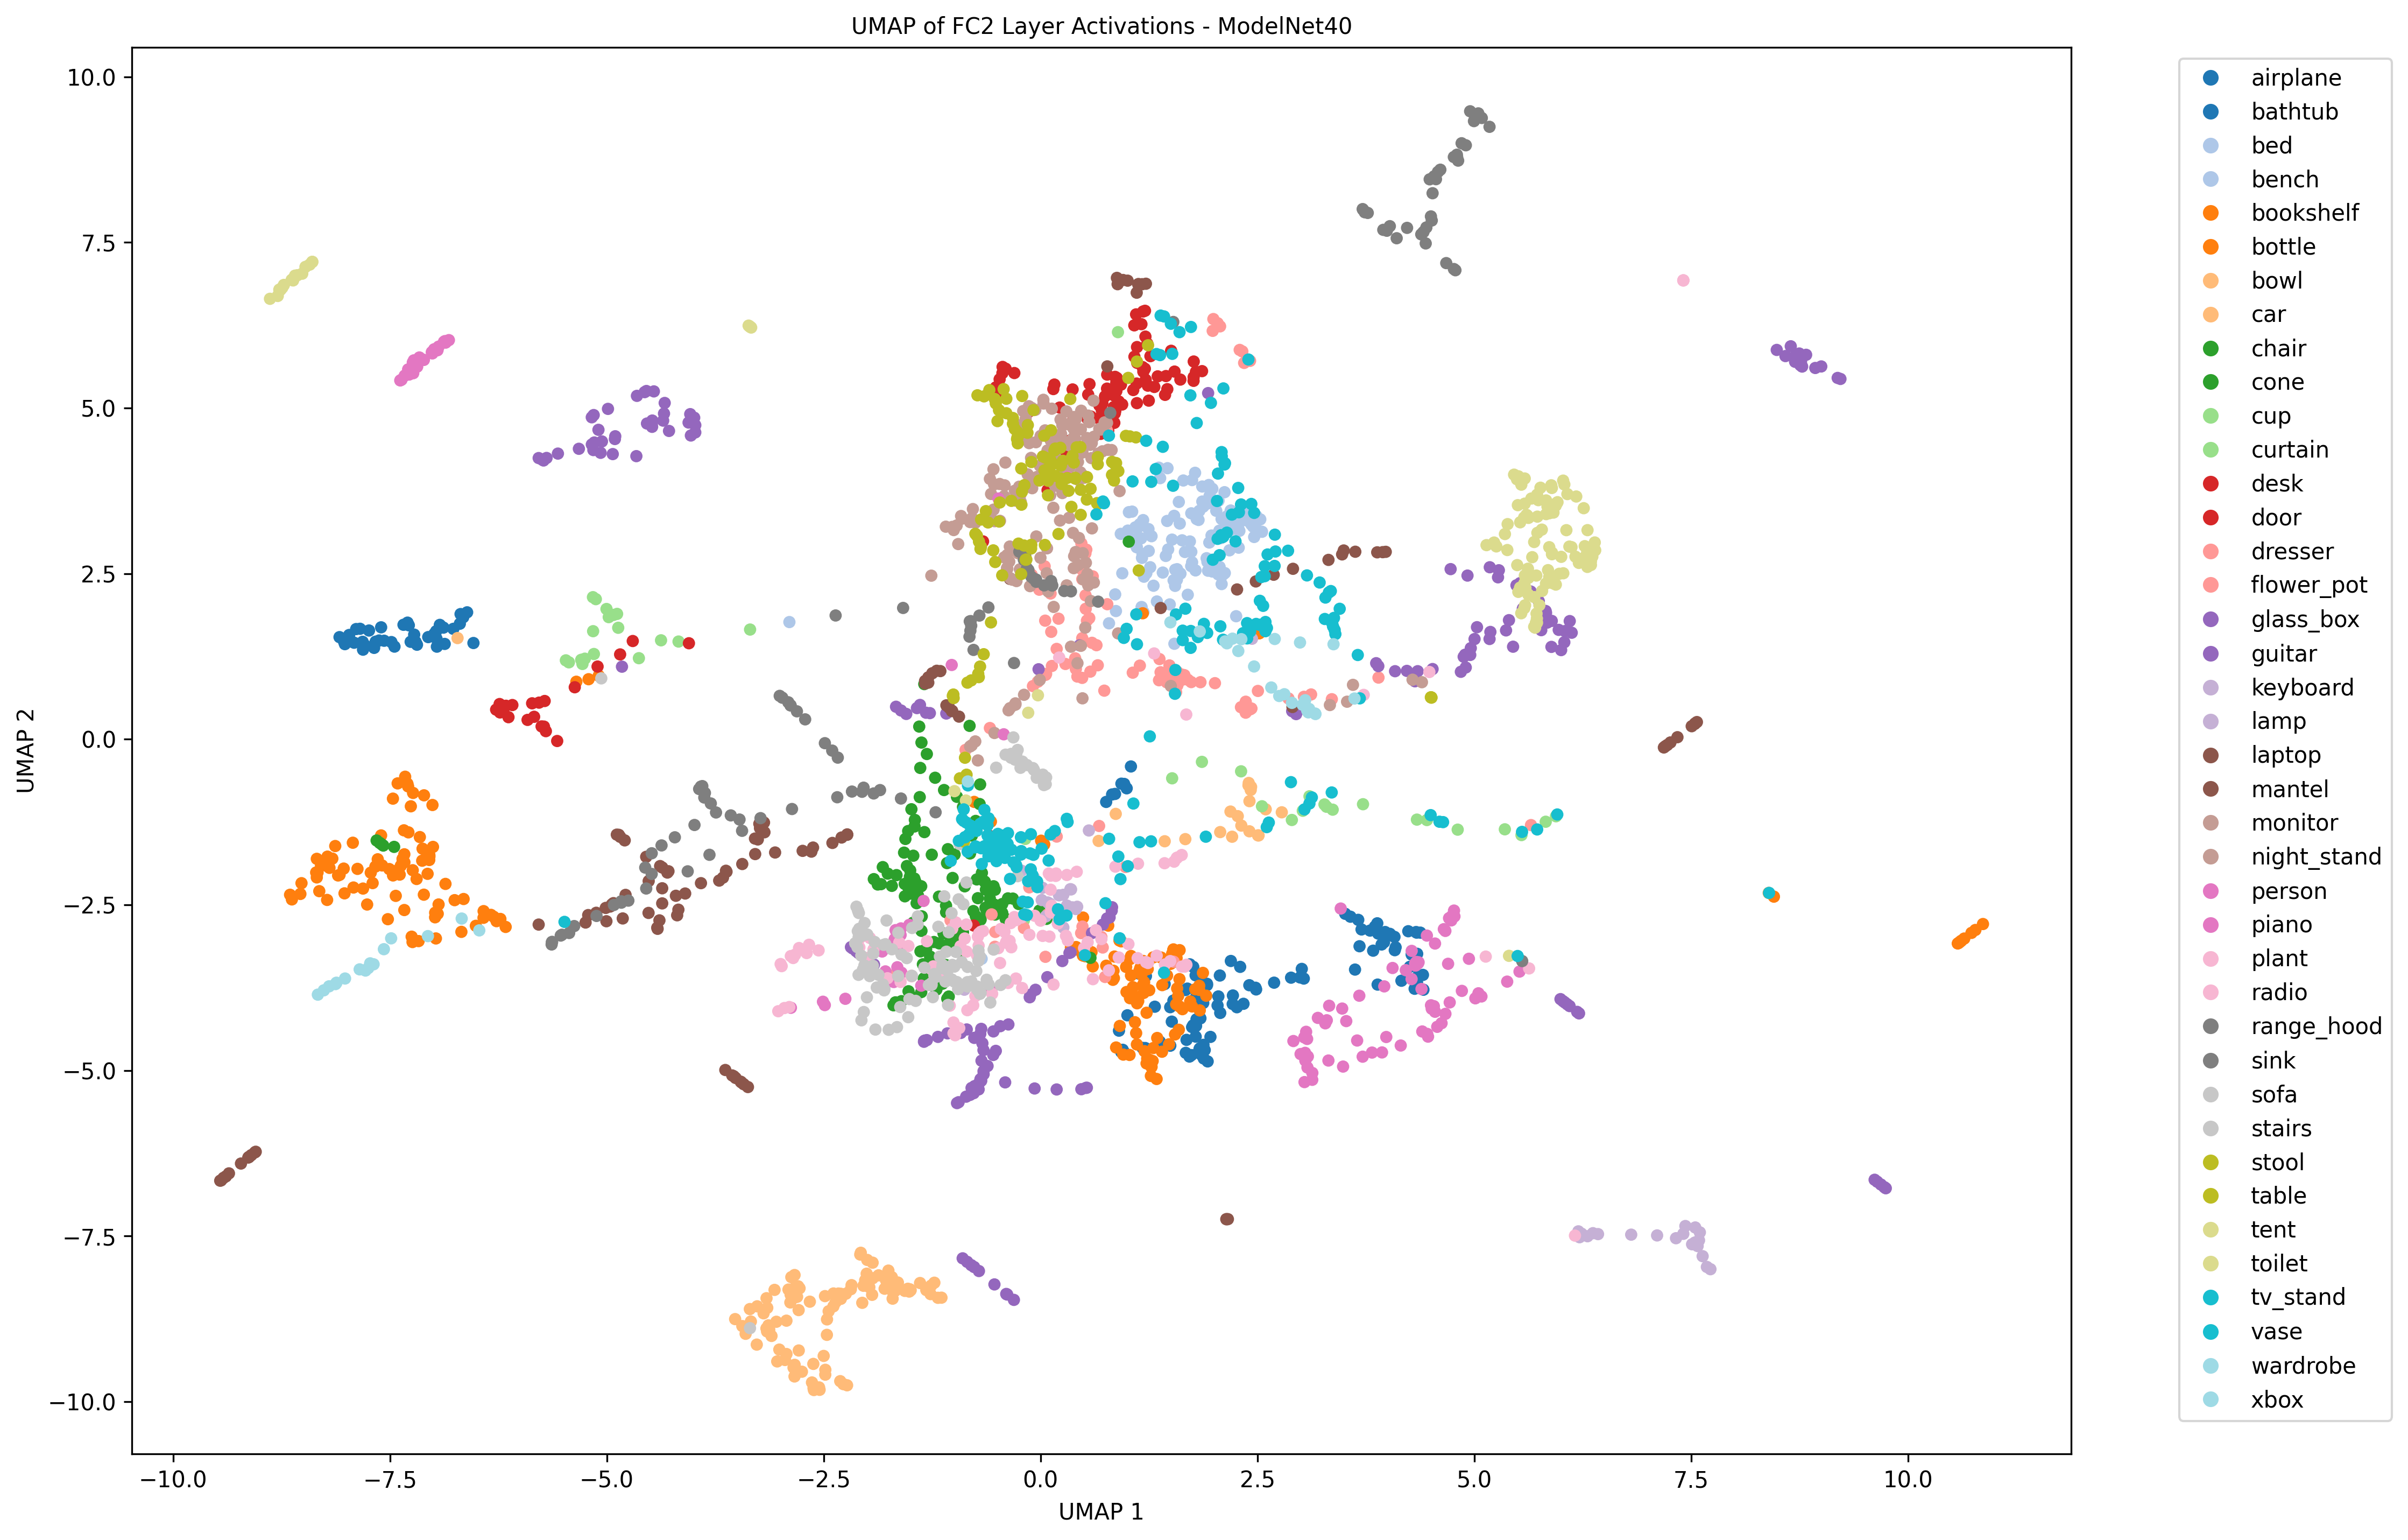 UMAP of FC2 Layer Activations - ModelNet40
10.0
7.5
5.0
2.5
0.0
−2.5
−5.0
−7.5
−10.0
UMAP 2
−10.0
−7.5
−5.0
−2.5
0.0
2.5
5.0
7.5
10.0
UMAP 1
airplane
bathtub
bed
bench
bookshelf
bottle
bowl
car
chair
cone
cup
curtain
desk
door
dresser
flower_pot
glass_box
guitar
keyboard
lamp
laptop
mantel
monitor
night_stand
person
piano
plant
radio
range_hood
sink
sofa
stairs
stool
table
tent
toilet
tv_stand
vase
wardrobe
xbox